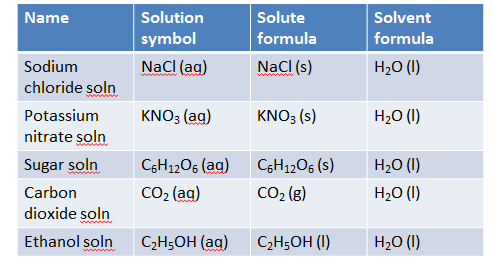 Name Solution symbol Solute formula Solvent formula
Sodium chloride soln NaCl (aq) NaCl (s) H₂O (l)
Potassium nitrate soln KNO₃ (aq) KNO₃ (s) H₂O (l)
Sugar soln C₆H₁₂O₆ (aq) C₆H₁₂O₆ (s) H₂O (l)
Carbon dioxide soln CO₂ (aq) CO₂ (g) H₂O (l)
Ethanol soln C₂H₅OH (aq) C₂H₅OH (l) H₂O (l)